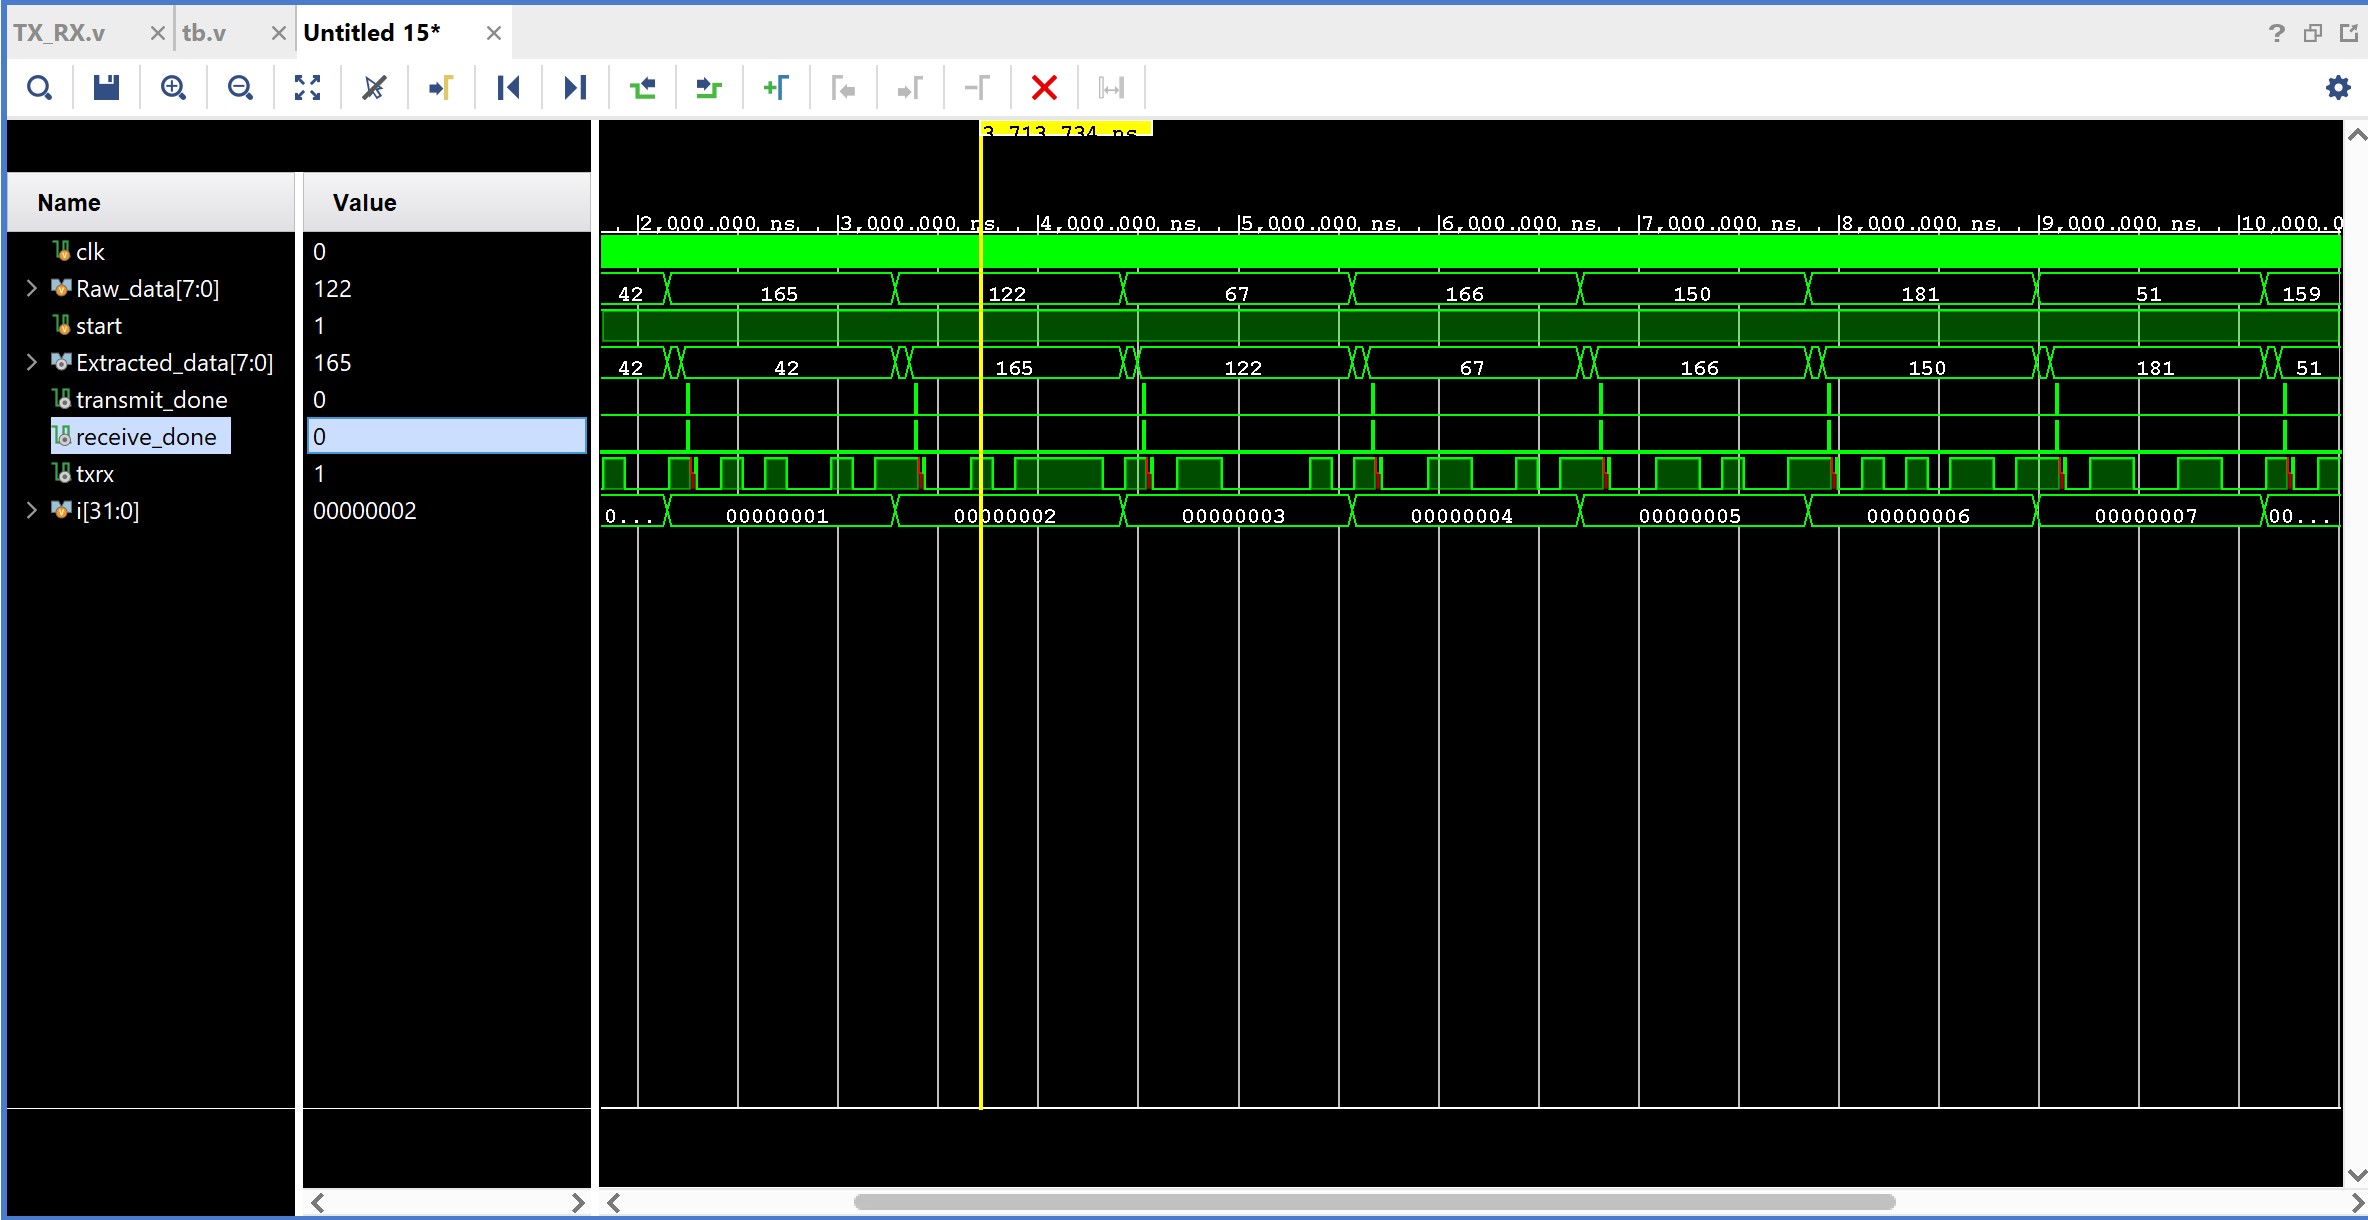 TX_RX.v tb.v Untitled 15*
?
3,713.734 ns
Name Value
2,000.000 ns 3,000.000 ns 4,000.000 ns 5,000.000 ns 6,000.000 ns 7,000.000 ns 8,000.000 ns 9,000.000 ns 10,000.0
clk 0
Raw_data[7:0] 122 42 165 122 67 166 150 181 51 159
start 1
Extracted_data[7:0] 165 42 42 165 122 67 166 150 181 51
transmit_done 0
receive_done 0
txrx 1
i[31:0] 00000002 0... 00000001 00000002 00000003 00000004 00000005 00000006 00000007 00...